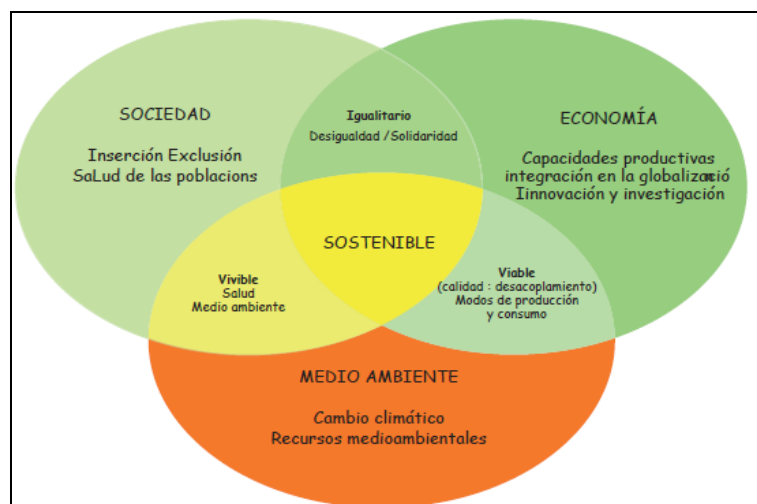 SOCIEDAD
Inserción Exclusión
SaLud de las poblacions
Igualitario
Desigualdad /Solidaridad
ECONOMÍA
Capacidades productivas
integración en la globalizació
Iinnovación y investigación
SOSTENIBLE
Vivible
Salud
Medio ambiente
Viable
(calidad : desacoplamiento)
Modos de producción
y consumo
MEDIO AMBIENTE
Cambio climático
Recursos medioambientales